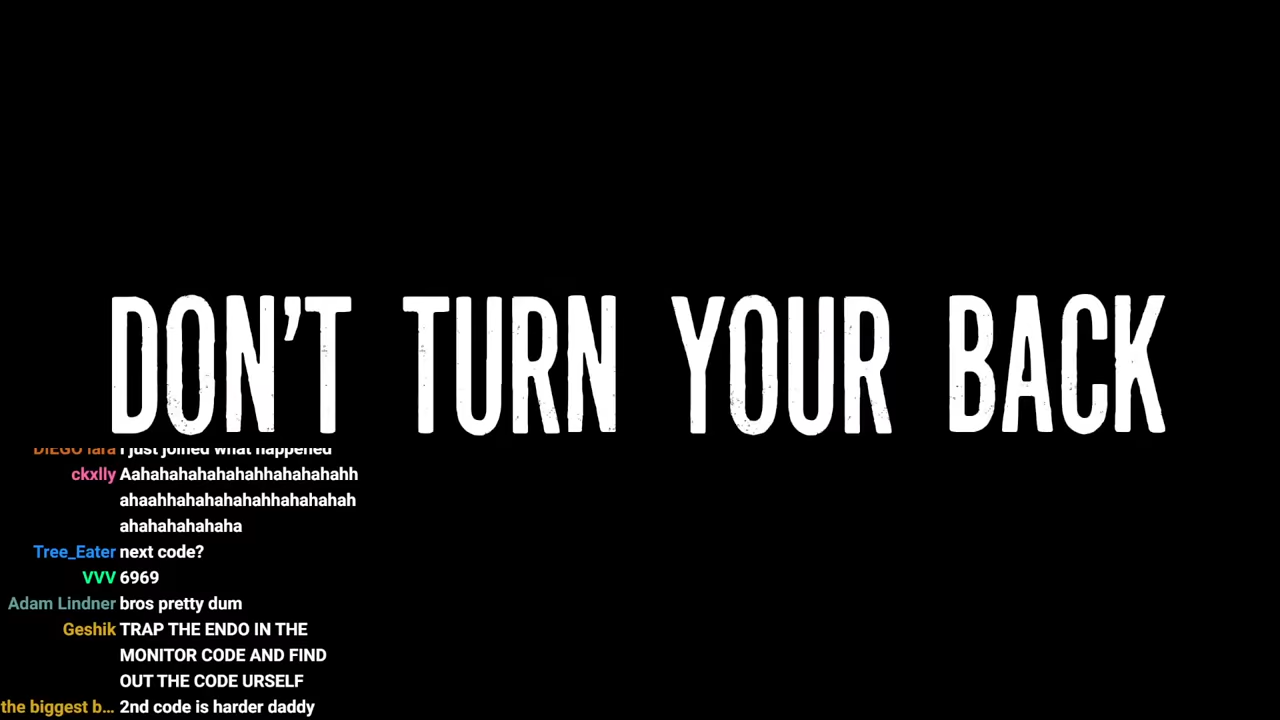 DON'T TURN YOUR BACK
DIEGO lara I just joined what happened
ckxlly Aahahahahahahahhahahahahh
ahaahhahahahahahhahahahah
ahahahahahaha
Tree_Eater next code?
VVV 6969
Adam Lindner bros pretty dum
Geshik TRAP THE ENDO IN THE
MONITOR CODE AND FIND
OUT THE CODE URSELF
the biggest b... 2nd code is harder daddy